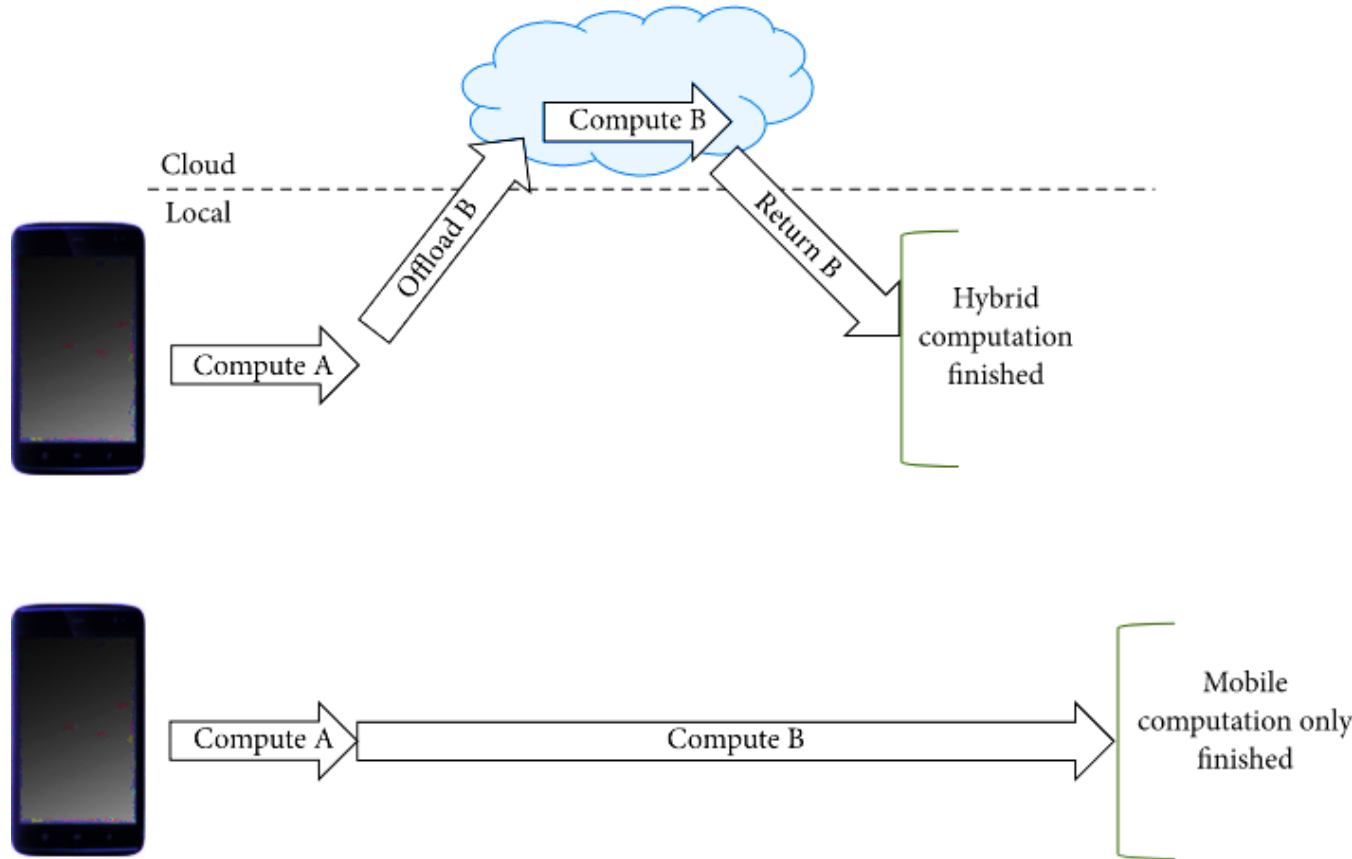 Compute B
Cloud
Local
Offload B
Return B
Compute A
Hybrid
computation
finished
Compute A
Compute B
Mobile
computation only
finished